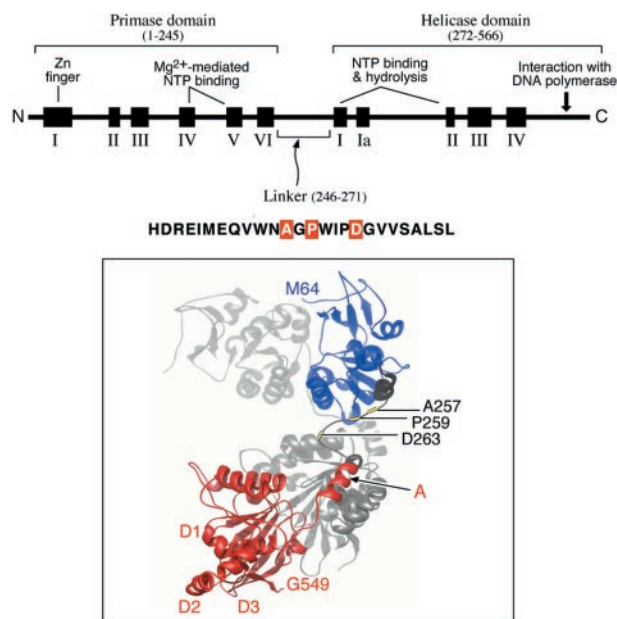 Primase domain
(1-245)
Helicase domain
(272-566)
Zn
finger
Mg2+-mediated
NTP binding
NTP binding
& hydrolysis
Interaction with
DNA polymerase
N
C
I
II
III
IV
V
VI
I
Ia
II
III
IV
Linker (246-271)
HDREIMEQVWNAGPWIPDGVVSALSL
M64
A257
P259
D263
A
D1
G549
D2
D3